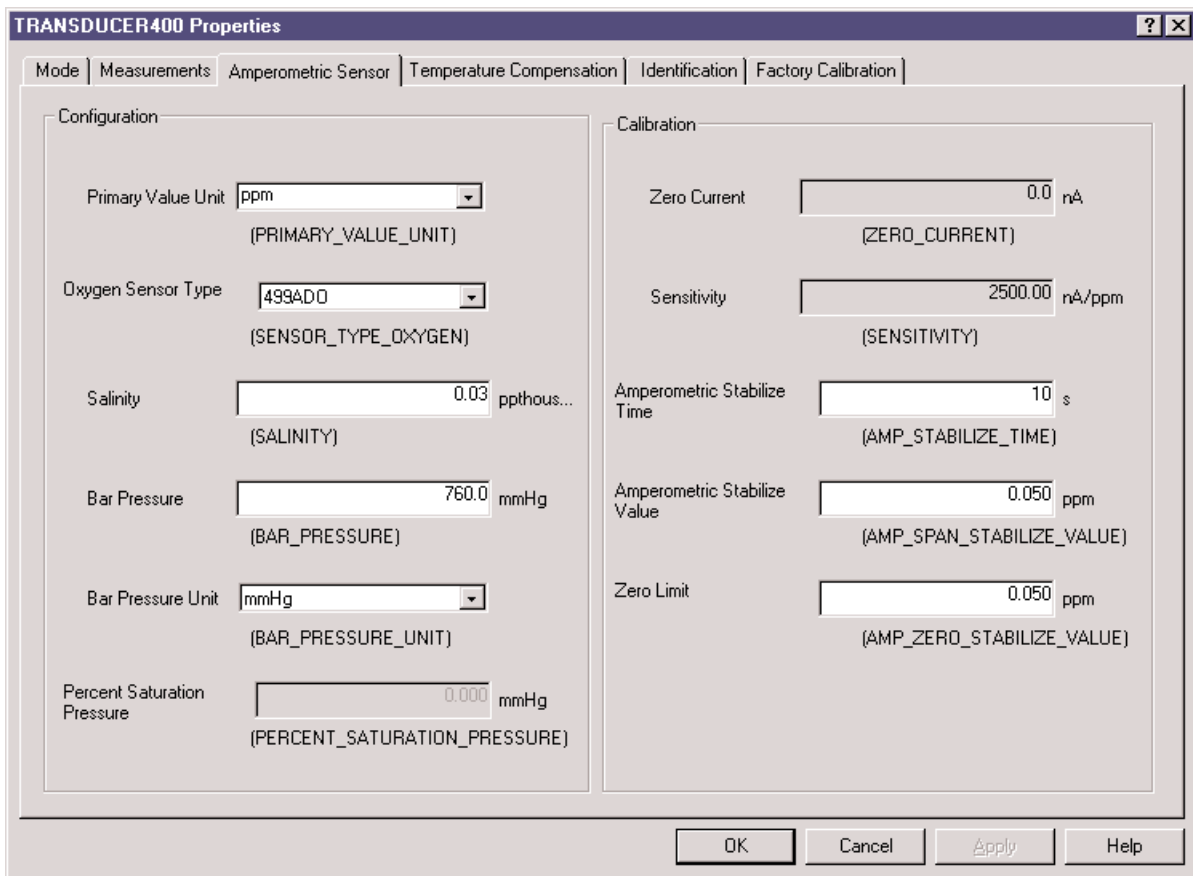 TRANSDUCER400 Properties
Mode Measurements Amperometric Sensor Temperature Compensation Identification Factory Calibration
Configuration
Primary Value Unit ppm
(PRIMARY_VALUE_UNIT)
Oxygen Sensor Type 499ADO
(SENSOR_TYPE_OXYGEN)
Salinity 0.03 ppthous...
(SALINITY)
Bar Pressure 760.0 mmHg
(BAR_PRESSURE)
Bar Pressure Unit mmHg
(BAR_PRESSURE_UNIT)
Percent Saturation
Pressure 0.000 mmHg
(PERCENT_SATURATION_PRESSURE)
Calibration
Zero Current 0.0 nA
(ZERO_CURRENT)
Sensitivity 2500.00 nA/ppm
(SENSITIVITY)
Amperometric Stabilize
Time 10 s
(AMP_STABILIZE_TIME)
Amperometric Stabilize
Value 0.050 ppm
(AMP_SPAN_STABILIZE_VALUE)
Zero Limit 0.050 ppm
(AMP_ZERO_STABILIZE_VALUE)
OK Cancel Apply Help